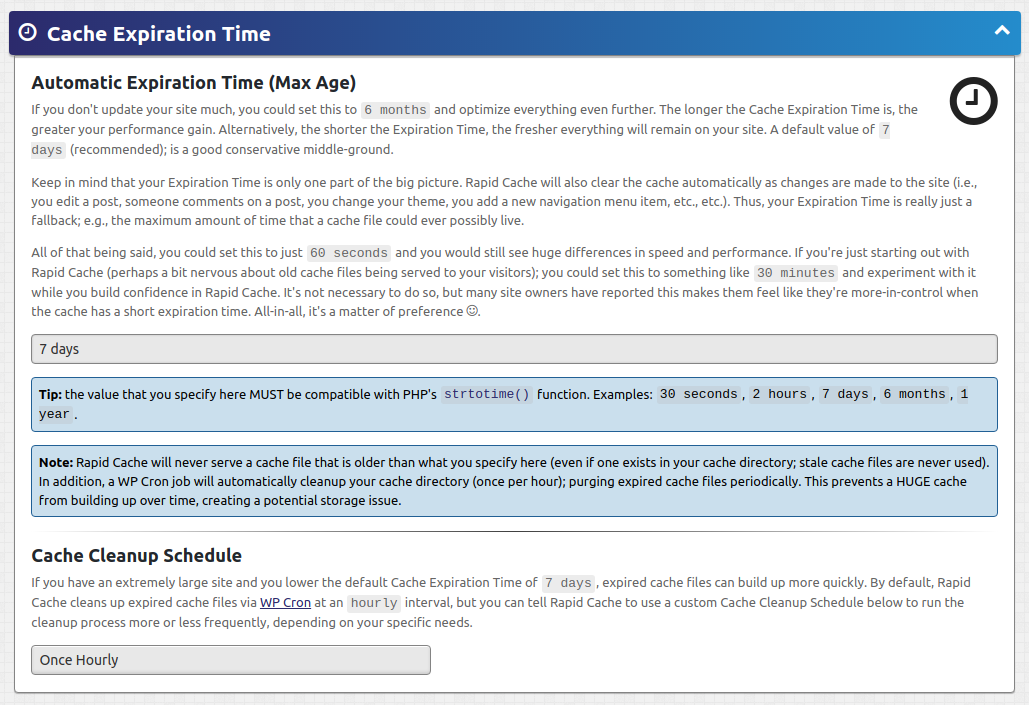 Cache Expiration Time
Automatic Expiration Time (Max Age)
If you don't update your site much, you could set this to 6 months and optimize everything even further. The longer the Cache Expiration Time is, the
greater your performance gain. Alternatively, the shorter the Expiration Time, the fresher everything will remain on your site. A default value of 7
days (recommended); is a good conservative middle-ground.
Keep in mind that your Expiration Time is only one part of the big picture. Rapid Cache will also clear the cache automatically as changes are made to the site (i.e.,
you edit a post, someone comments on a post, you change your theme, you add a new navigation menu item, etc., etc.). Thus, your Expiration Time is really just a
fallback; e.g., the maximum amount of time that a cache file could ever possibly live.
All of that being said, you could set this to just 60 seconds and you would still see huge differences in speed and performance. If you're just starting out with
Rapid Cache (perhaps a bit nervous about old cache files being served to your visitors); you could set this to something like 30 minutes and experiment with it
while you build confidence in Rapid Cache. It's not necessary to do so, but many site owners have reported this makes them feel like they're more-in-control when
the cache has a short expiration time. All-in-all, it's a matter of preference ☺.
7 days
Tip: the value that you specify here MUST be compatible with PHP's strtotime() function. Examples: 30 seconds, 2 hours, 7 days, 6 months, 1
year.
Note: Rapid Cache will never serve a cache file that is older than what you specify here (even if one exists in your cache directory; stale cache files are never used).
In addition, a WP Cron job will automatically cleanup your cache directory (once per hour); purging expired cache files periodically. This prevents a HUGE cache
from building up over time, creating a potential storage issue.
Cache Cleanup Schedule
If you have an extremely large site and you lower the default Cache Expiration Time of 7 days, expired cache files can build up more quickly. By default, Rapid
Cache cleans up expired cache files via WP Cron at an hourly interval, but you can tell Rapid Cache to use a custom Cache Cleanup Schedule below to run the
cleanup process more or less frequently, depending on your specific needs.
Once Hourly